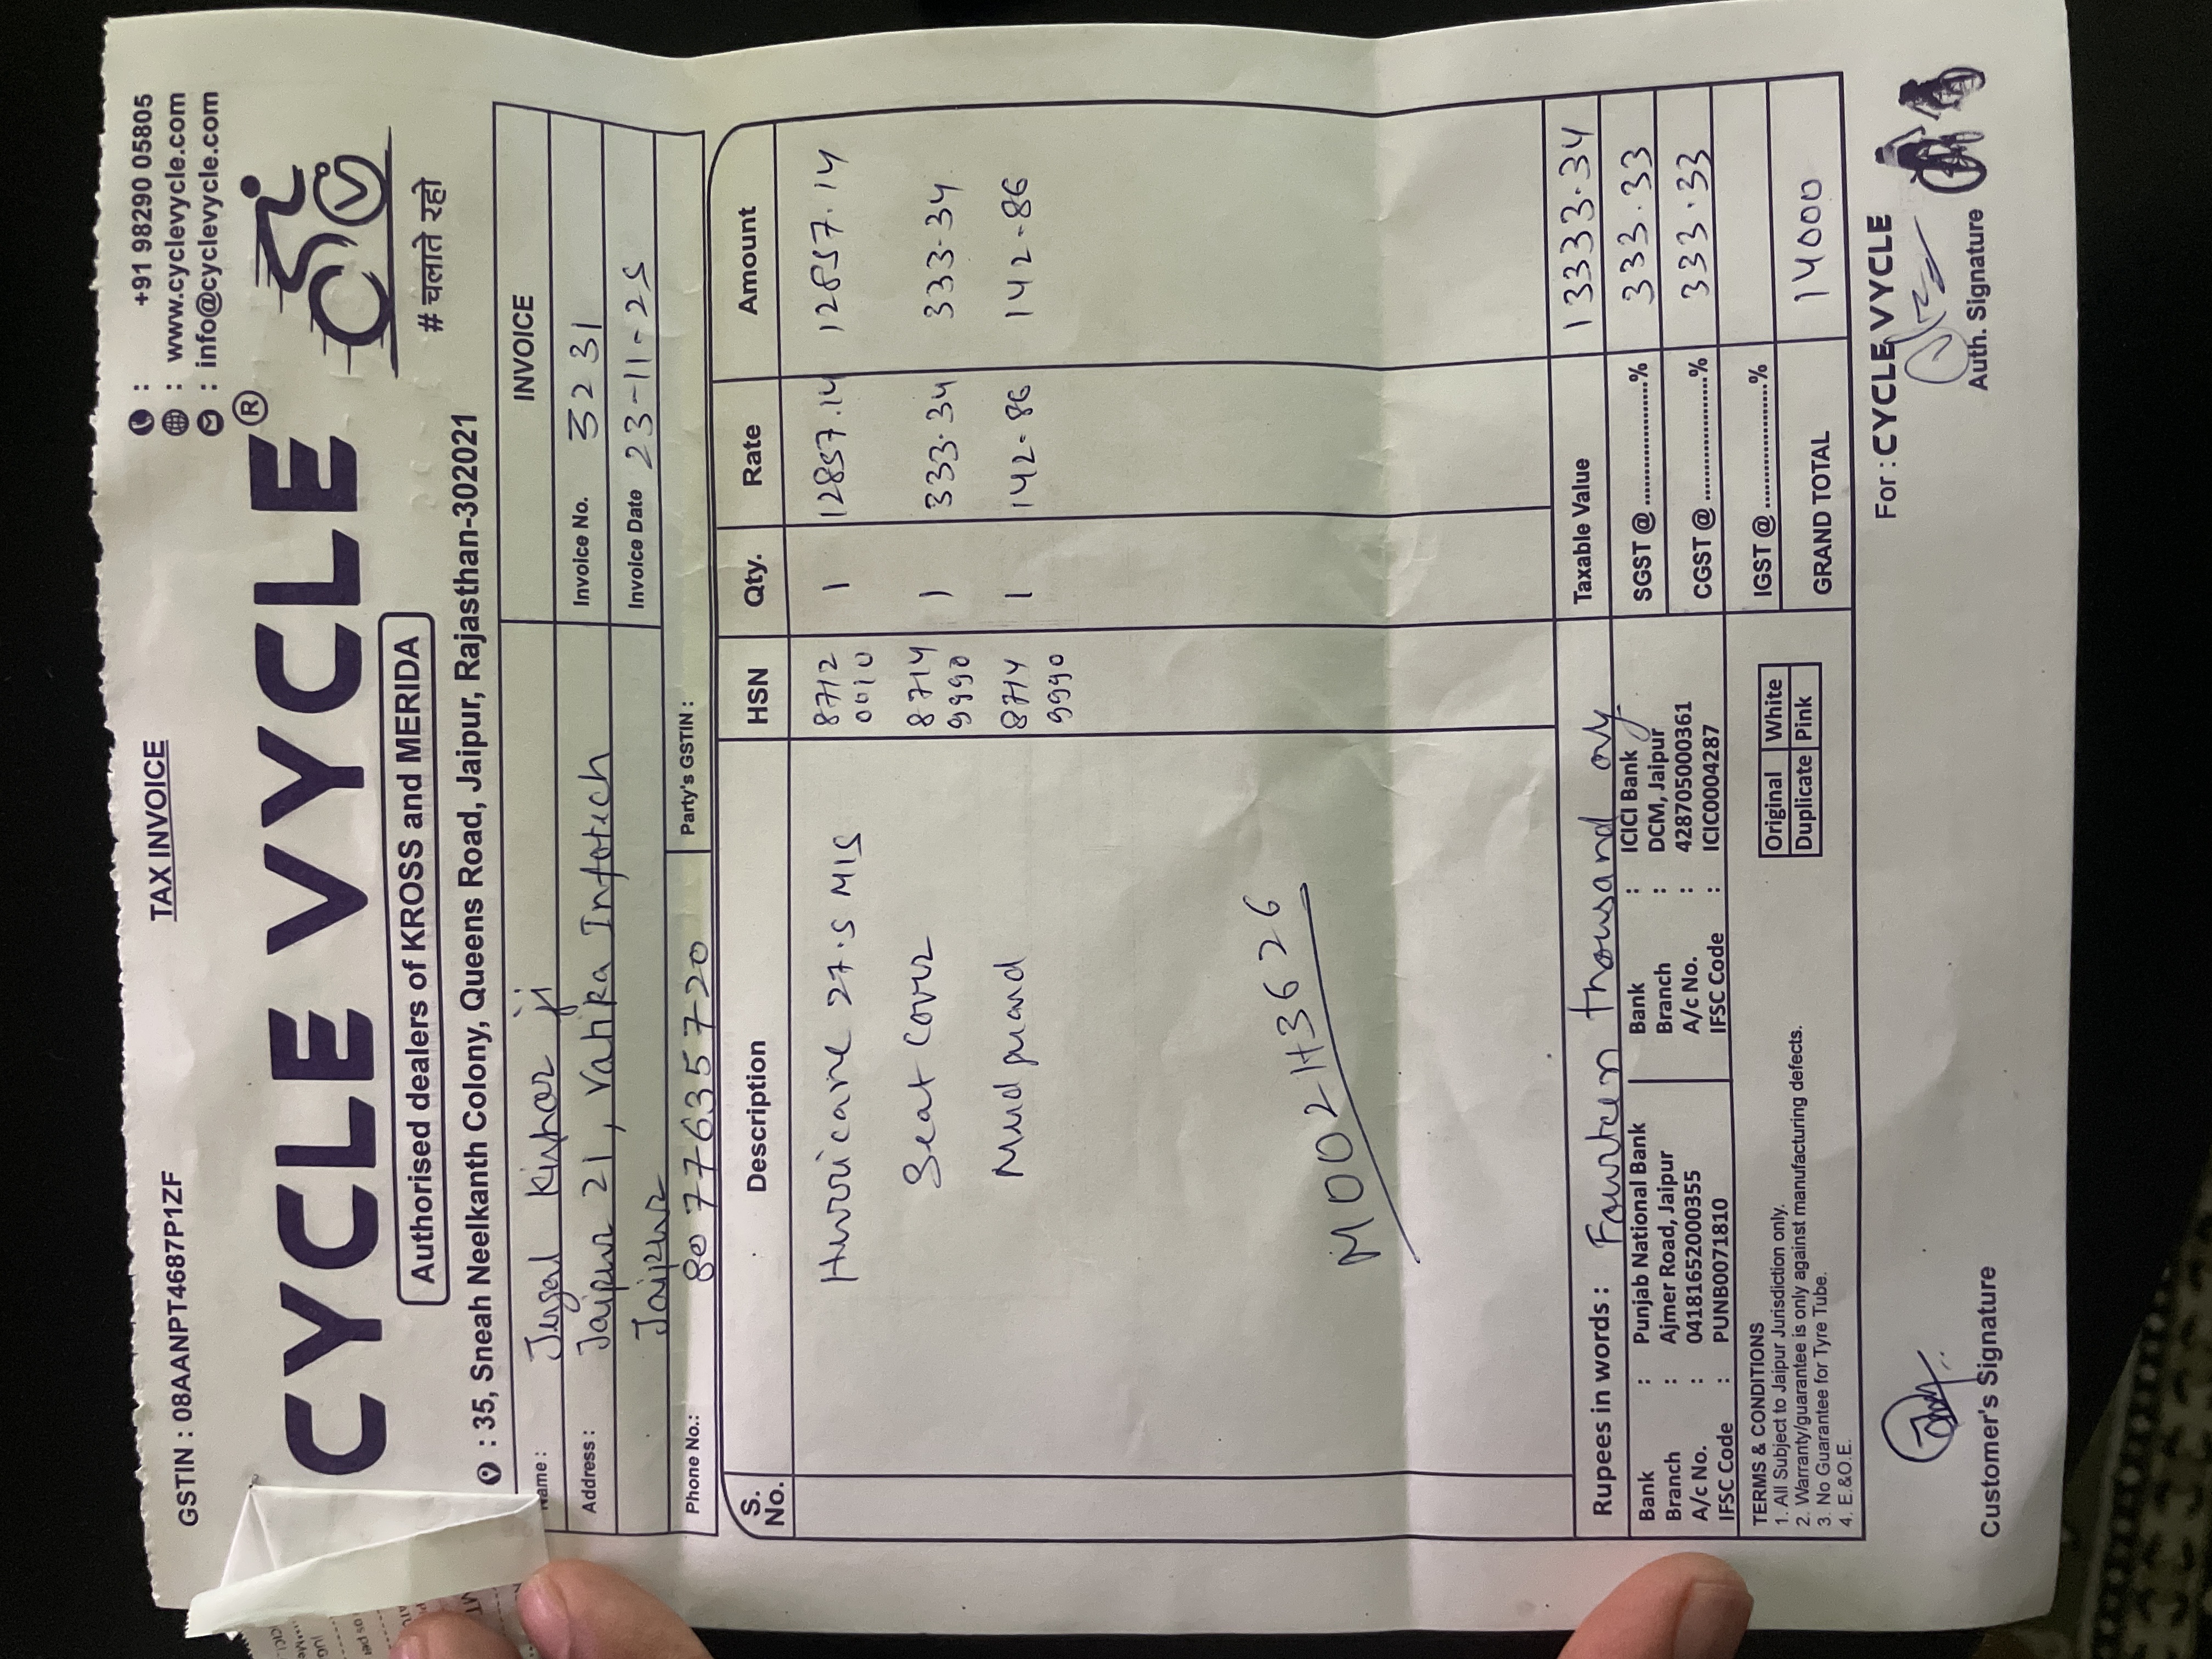 GSTIN : 08AANPT4687P1ZF TAX INVOICE : +91 98290 05805
: www.cyclevycle.com
: info@cyclevycle.com
CYCLE VYCLE ®
# चलाते रहो
Authorised dealers of KROSS and MERIDA
: 35, Sneah Neelkanth Colony, Queens Road, Jaipur, Rajasthan-302021
Name : Jugal Kishor ji INVOICE
Address : Jaipur 21, Vatika Infotech Invoice No. 3231
Jaipur Invoice Date 23-11-25
Phone No.: 8077635720 Party's GSTIN :
S. No. Description HSN Qty. Rate Amount
Hurricane 27.5 MIS 8712 1 12857.14 12857.14
0010
Seat Cover 8714 1 333.34 333.34
9990
Mudguard 8714 1 142.86 142.86
9990
M002H3626
Rupees in words : Fourteen thousand only Taxable Value 13333.34
Bank : Punjab National Bank Bank : ICICI Bank SGST @ ..................% 333.33
Branch : Ajmer Road, Jaipur Branch : DCM, Jaipur
A/c No. : 04181652000355 A/c No. : 428705000361 CGST @ ..................% 333.33
IFSC Code : PUNB0071810 IFSC Code : ICIC0004287
TERMS & CONDITIONS IGST @ ..................%
1. All Subject to Jaipur Jurisdiction only. Original White
2. Warranty/guarantee is only against manufacturing defects. Duplicate Pink
3. No Guarantee for Tyre Tube. GRAND TOTAL 14000
4. E.&O.E.
For : CYCLE VYCLE
Customer's Signature Auth. Signature